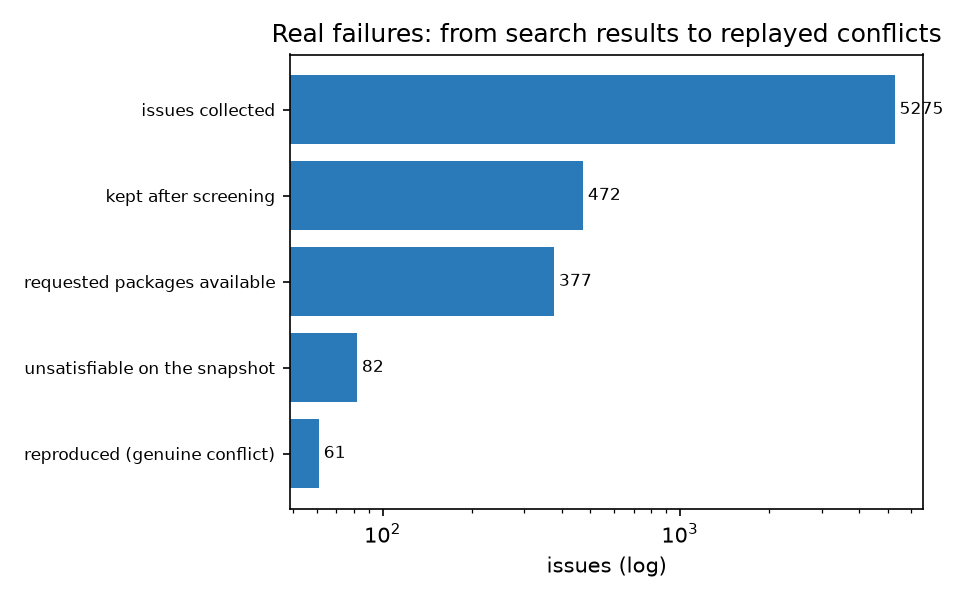 Real failures: from search results to replayed conflicts
issues collected
5275
kept after screening
472
requested packages available
377
unsatisfiable on the snapshot
82
reproduced (genuine conflict)
61
10²
10³
issues (log)